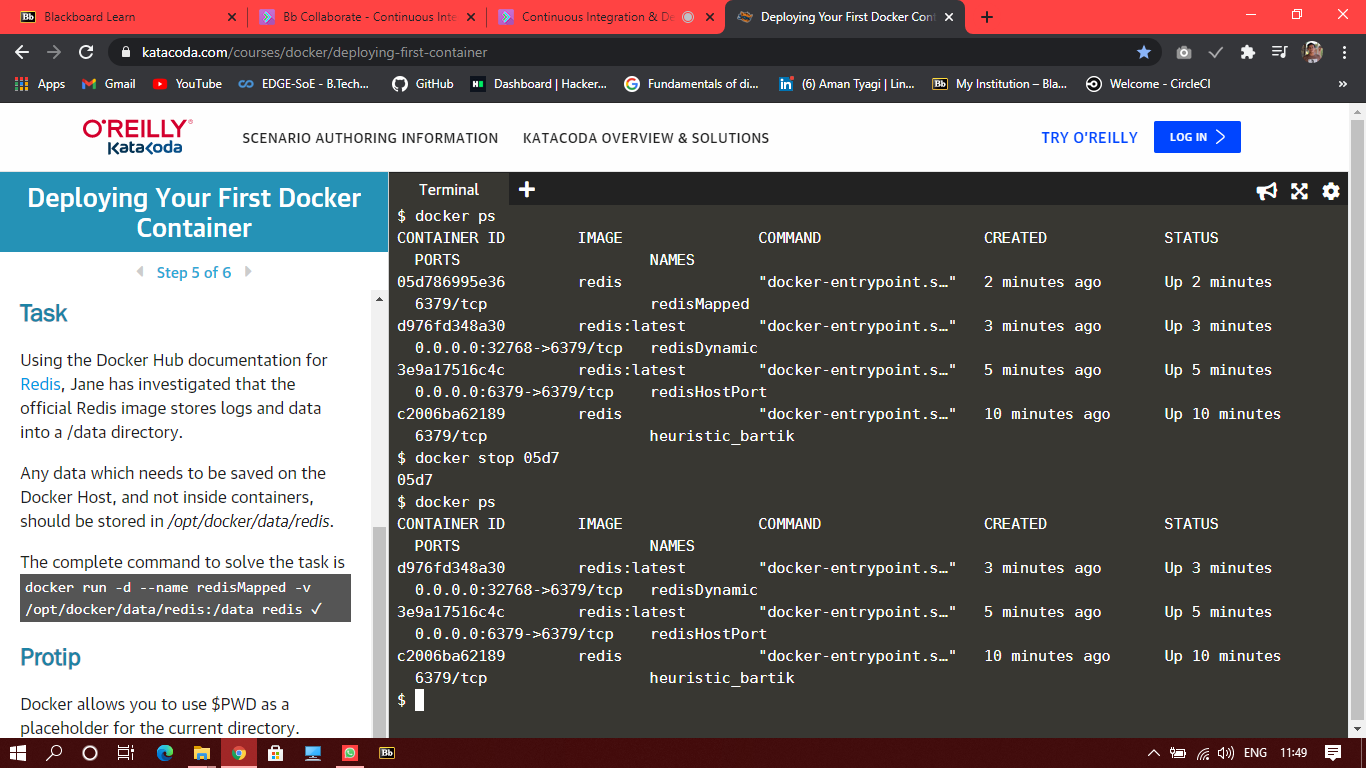 Blackboard Learn
Bb Collaborate - Continuous Inte
Continuous Integration & De
Deploying Your First Docker Cont
katacoda.com/courses/docker/deploying-first-container
Apps
Gmail
YouTube
EDGE-SoE - B.Tech...
GitHub
Dashboard | Hacker...
Fundamentals of di...
(6) Aman Tyagi | Lin...
My Institution – Bla...
Welcome - CircleCI
»
O'REILLY®
Katacoda
SCENARIO AUTHORING INFORMATION
KATACODA OVERVIEW & SOLUTIONS
TRY O'REILLY
LOG IN
Deploying Your First Docker
Container
Step 5 of 6
Task
Using the Docker Hub documentation for
Redis, Jane has investigated that the
official Redis image stores logs and data
into a /data directory.
Any data which needs to be saved on the
Docker Host, and not inside containers,
should be stored in /opt/docker/data/redis.
The complete command to solve the task is
docker run -d --name redisMapped -v
/opt/docker/data/redis:/data redis ✓
Protip
Docker allows you to use $PWD as a
placeholder for the current directory.
Terminal
$ docker ps
CONTAINER ID IMAGE COMMAND CREATED STATUS
PORTS NAMES
05d786995e36 redis "docker-entrypoint.s…" 2 minutes ago Up 2 minutes
6379/tcp redisMapped
d976fd348a30 redis:latest "docker-entrypoint.s…" 3 minutes ago Up 3 minutes
0.0.0.0:32768->6379/tcp redisDynamic
3e9a17516c4c redis:latest "docker-entrypoint.s…" 5 minutes ago Up 5 minutes
0.0.0.0:6379->6379/tcp redisHostPort
c2006ba62189 redis "docker-entrypoint.s…" 10 minutes ago Up 10 minutes
6379/tcp heuristic_bartik
$ docker stop 05d7
05d7
$ docker ps
CONTAINER ID IMAGE COMMAND CREATED STATUS
PORTS NAMES
d976fd348a30 redis:latest "docker-entrypoint.s…" 3 minutes ago Up 3 minutes
0.0.0.0:32768->6379/tcp redisDynamic
3e9a17516c4c redis:latest "docker-entrypoint.s…" 5 minutes ago Up 5 minutes
0.0.0.0:6379->6379/tcp redisHostPort
c2006ba62189 redis "docker-entrypoint.s…" 10 minutes ago Up 10 minutes
6379/tcp heuristic_bartik
$
Bb
ENG
11:49